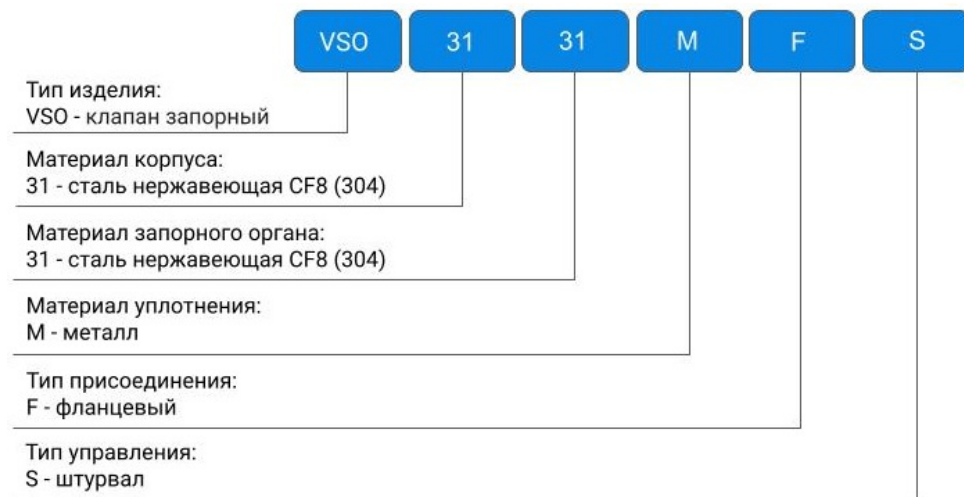 VSO 31 31 M F S
Тип изделия:
VSO - клапан запорный
Материал корпуса:
31 - сталь нержавеющая CF8 (304)
Материал запорного органа:
31 - сталь нержавеющая CF8 (304)
Материал уплотнения:
М - металл
Тип присоединения:
F - фланцевый
Тип управления:
S - штурвал